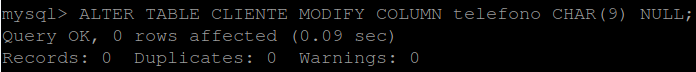 mysql> ALTER TABLE CLIENTE MODIFY COLUMN telefono CHAR(9) NULL;
Query OK, 0 rows affected (0.09 sec)
Records: 0  Duplicates: 0  Warnings: 0